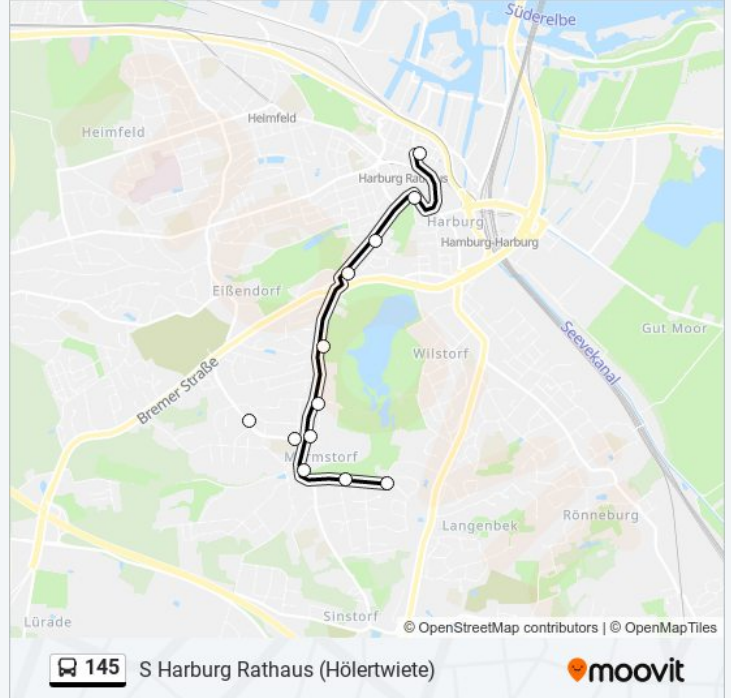 Süderelbe
Heimfeld
Heimfeld
Harburg Rathaus
Harburg
Hamburg-Harburg
Eißendorf
Gut Moor
Seevekanal
Wilstorf
Bremer Straße
Marmstorf
Rönneburg
Langenbek
Sinstorf
Lürade
© OpenStreetMap contributors | © OpenMapTiles
145 S Harburg Rathaus (Hölertwiete)
moovit